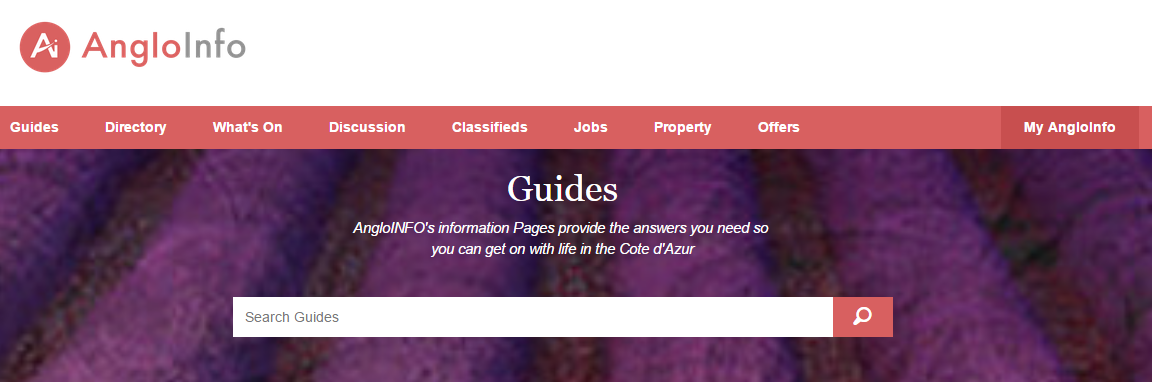 Ai AngloInfo
Guides Directory What's On Discussion Classifieds Jobs Property Offers My AngloInfo
Guides
AngloINFO's information Pages provide the answers you need so
you can get on with life in the Cote d'Azur
Search Guides